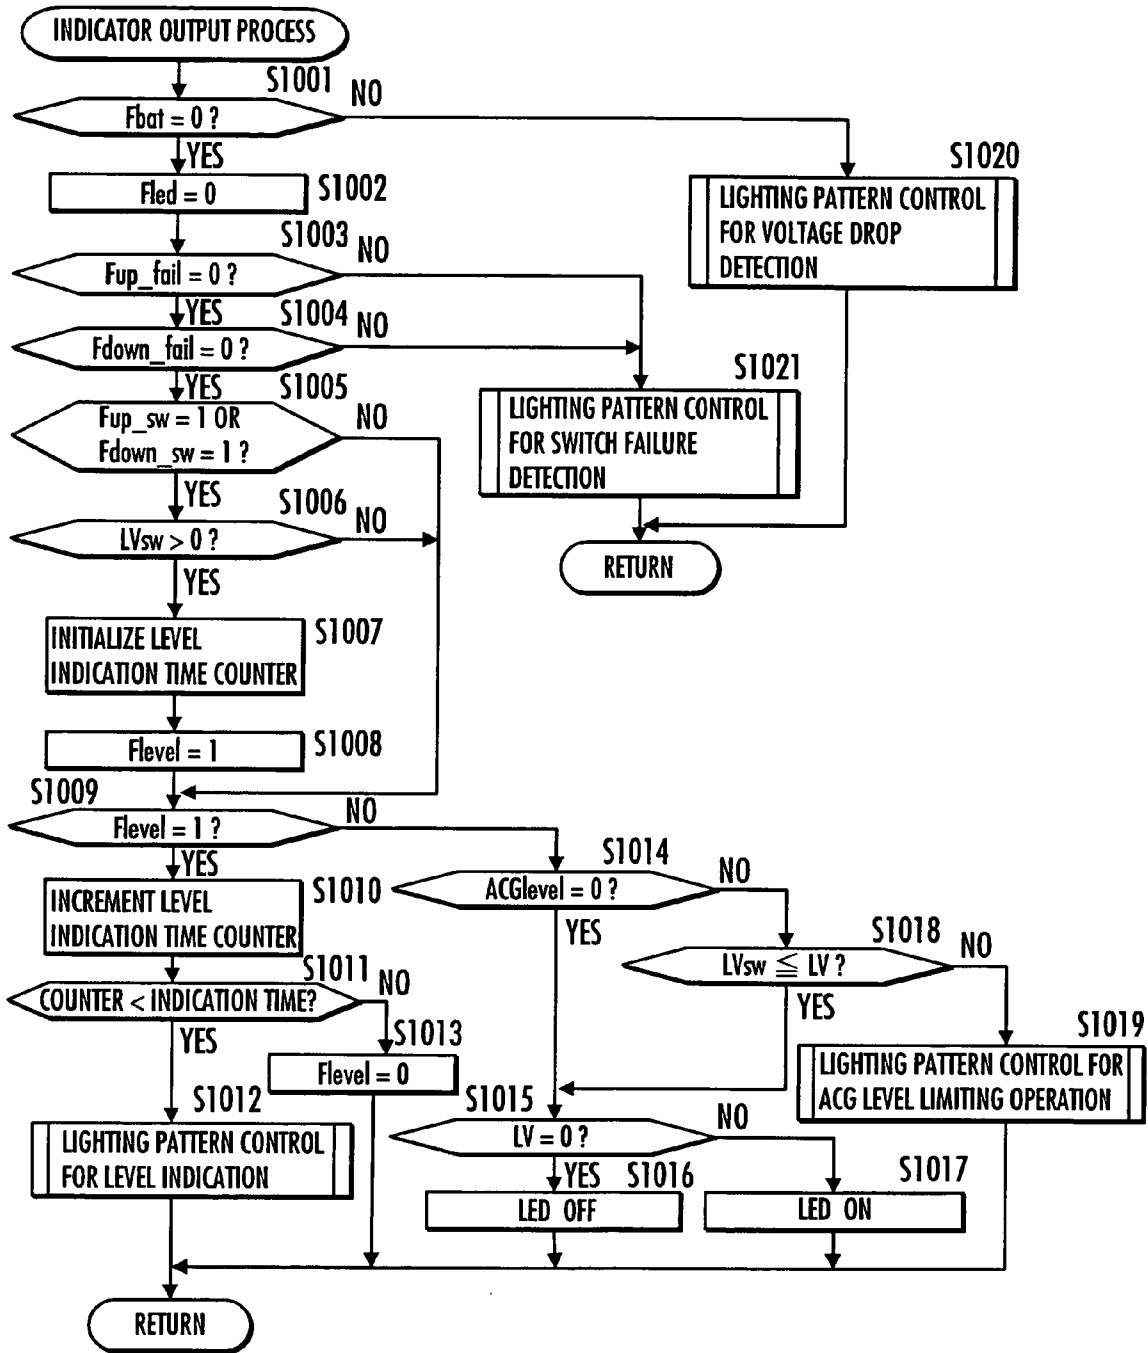 INDICATOR OUTPUT PROCESS
S1001
Fbat = 0 ?
NO
YES
S1002
Fled = 0
S1020
LIGHTING PATTERN CONTROL
FOR VOLTAGE DROP
DETECTION
S1003
Fup_fail = 0 ?
NO
YES
S1004
Fdown_fail = 0 ?
NO
YES
S1005
Fup_sw = 1 OR
Fdown_sw = 1 ?
NO
YES
S1021
LIGHTING PATTERN CONTROL
FOR SWITCH FAILURE
DETECTION
RETURN
S1006
LVsw > 0 ?
NO
YES
S1007
INITIALIZE LEVEL
INDICATION TIME COUNTER
S1008
Flevel = 1
S1009
Flevel = 1 ?
NO
YES
S1010
INCREMENT LEVEL
INDICATION TIME COUNTER
S1014
ACGlevel = 0 ?
NO
YES
S1018
LVsw ≦ LV ?
NO
YES
S1011
COUNTER < INDICATION TIME?
NO
YES
S1013
Flevel = 0
S1019
LIGHTING PATTERN CONTROL FOR
ACG LEVEL LIMITING OPERATION
S1012
LIGHTING PATTERN CONTROL
FOR LEVEL INDICATION
S1015
LV = 0 ?
NO
YES
S1016
LED OFF
S1017
LED ON
RETURN